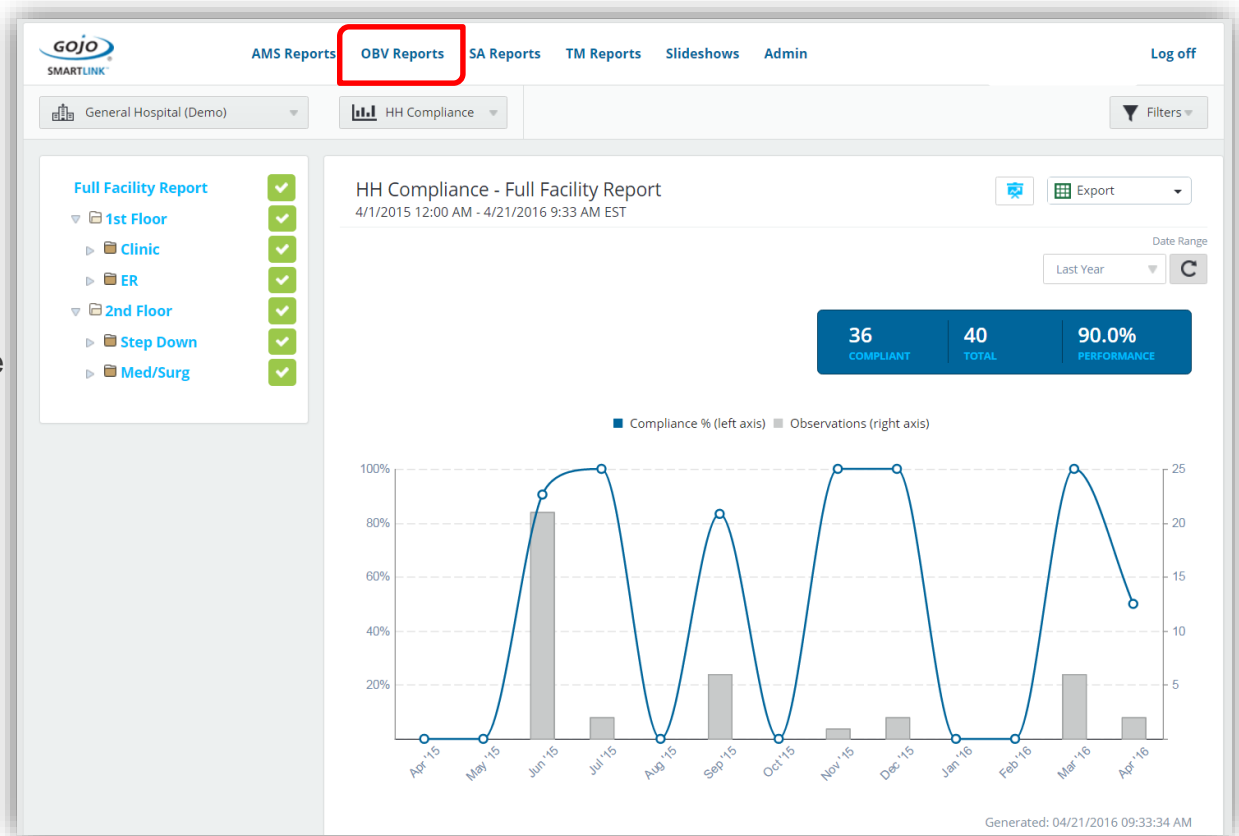 GOJO
SMARTLINK™
AMS Reports OBV Reports SA Reports TM Reports Slideshows Admin Log off
General Hospital (Demo) HH Compliance Filters
Full Facility Report
1st Floor
Clinic
ER
2nd Floor
Step Down
Med/Surg
e
HH Compliance - Full Facility Report
4/1/2015 12:00 AM - 4/21/2016 9:33 AM EST
Export
Date Range
Last Year
36 40 90.0%
COMPLIANT TOTAL PERFORMANCE
Compliance % (left axis) Observations (right axis)
100% 25
80% 20
60% 15
40% 10
20% 5
Apr '15 May '15 Jun '15 Jul '15 Aug '15 Sep '15 Oct '15 Nov '15 Dec '15 Jan '16 Feb '16 Mar '16 Apr '16
Generated: 04/21/2016 09:33:34 AM